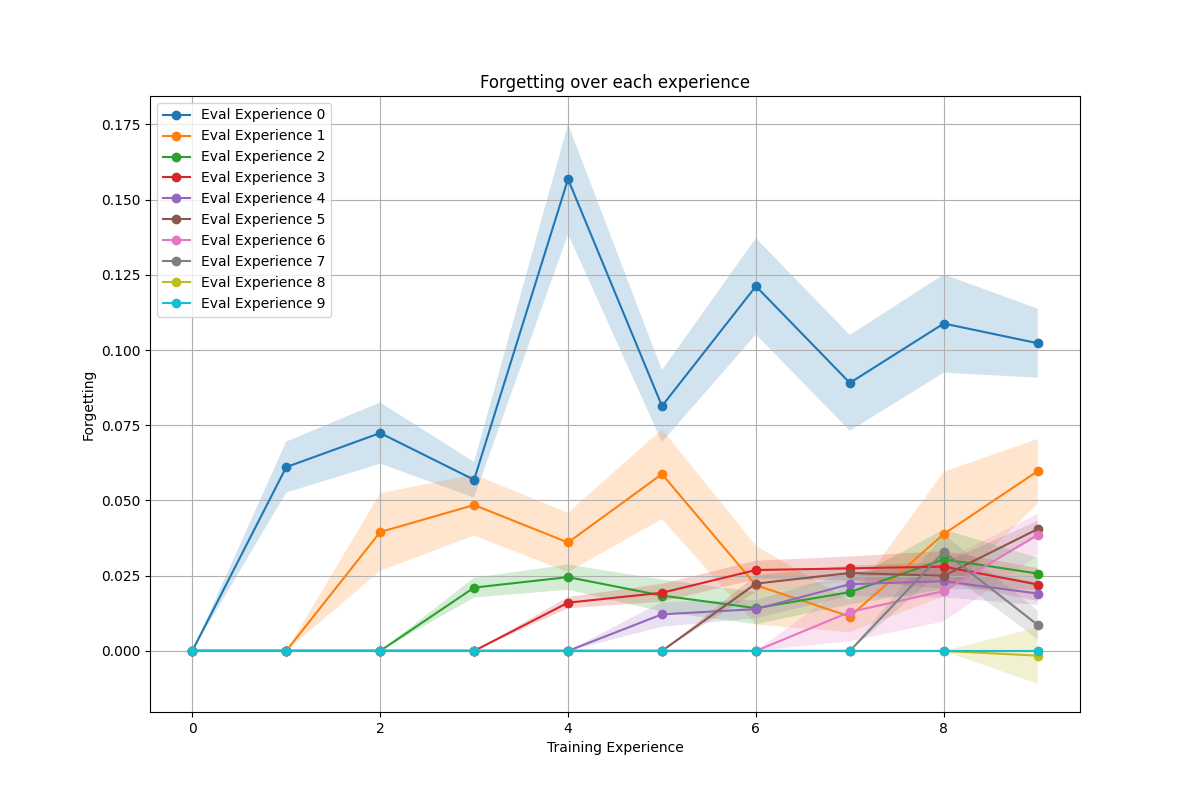 Forgetting over each experience
Eval Experience 0
Eval Experience 1
Eval Experience 2
Eval Experience 3
Eval Experience 4
Eval Experience 5
Eval Experience 6
Eval Experience 7
Eval Experience 8
Eval Experience 9
0.175
0.150
0.125
0.100
0.075
0.050
0.025
0.000
Forgetting
0 2 4 6 8
Training Experience